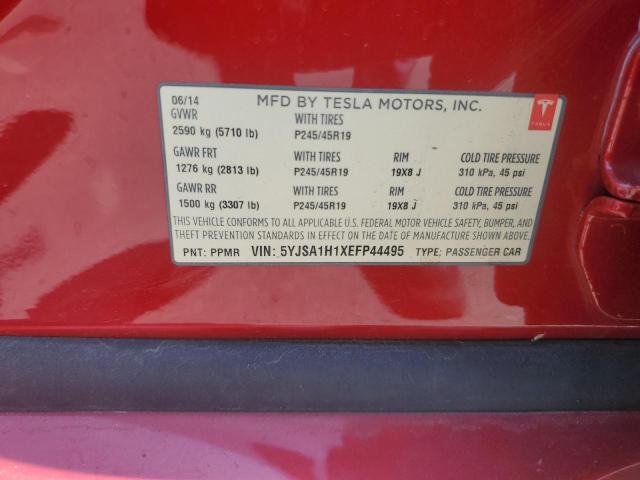 06/14 MFD BY TESLA MOTORS, INC.
GVWR WITH TIRES
2590 kg (5710 lb) P245/45R19
TESLA
GAWR FRT WITH TIRES RIM COLD TIRE PRESSURE
1276 kg (2813 lb) P245/45R19 19X8 J 310 kPa, 45 psi
GAWR RR WITH TIRES RIM COLD TIRE PRESSURE
1500 kg (3307 lb) P245/45R19 19X8 J 310 kPa, 45 psi
THIS VEHICLE CONFORMS TO ALL APPLICABLE U.S. FEDERAL MOTOR VEHICLE SAFETY, BUMPER, AND
THEFT PREVENTION STANDARDS IN EFFECT ON THE DATE OF MANUFACTURE SHOWN ABOVE.
PNT: PPMR VIN: 5YJSA1H1XEFP44495 TYPE: PASSENGER CAR